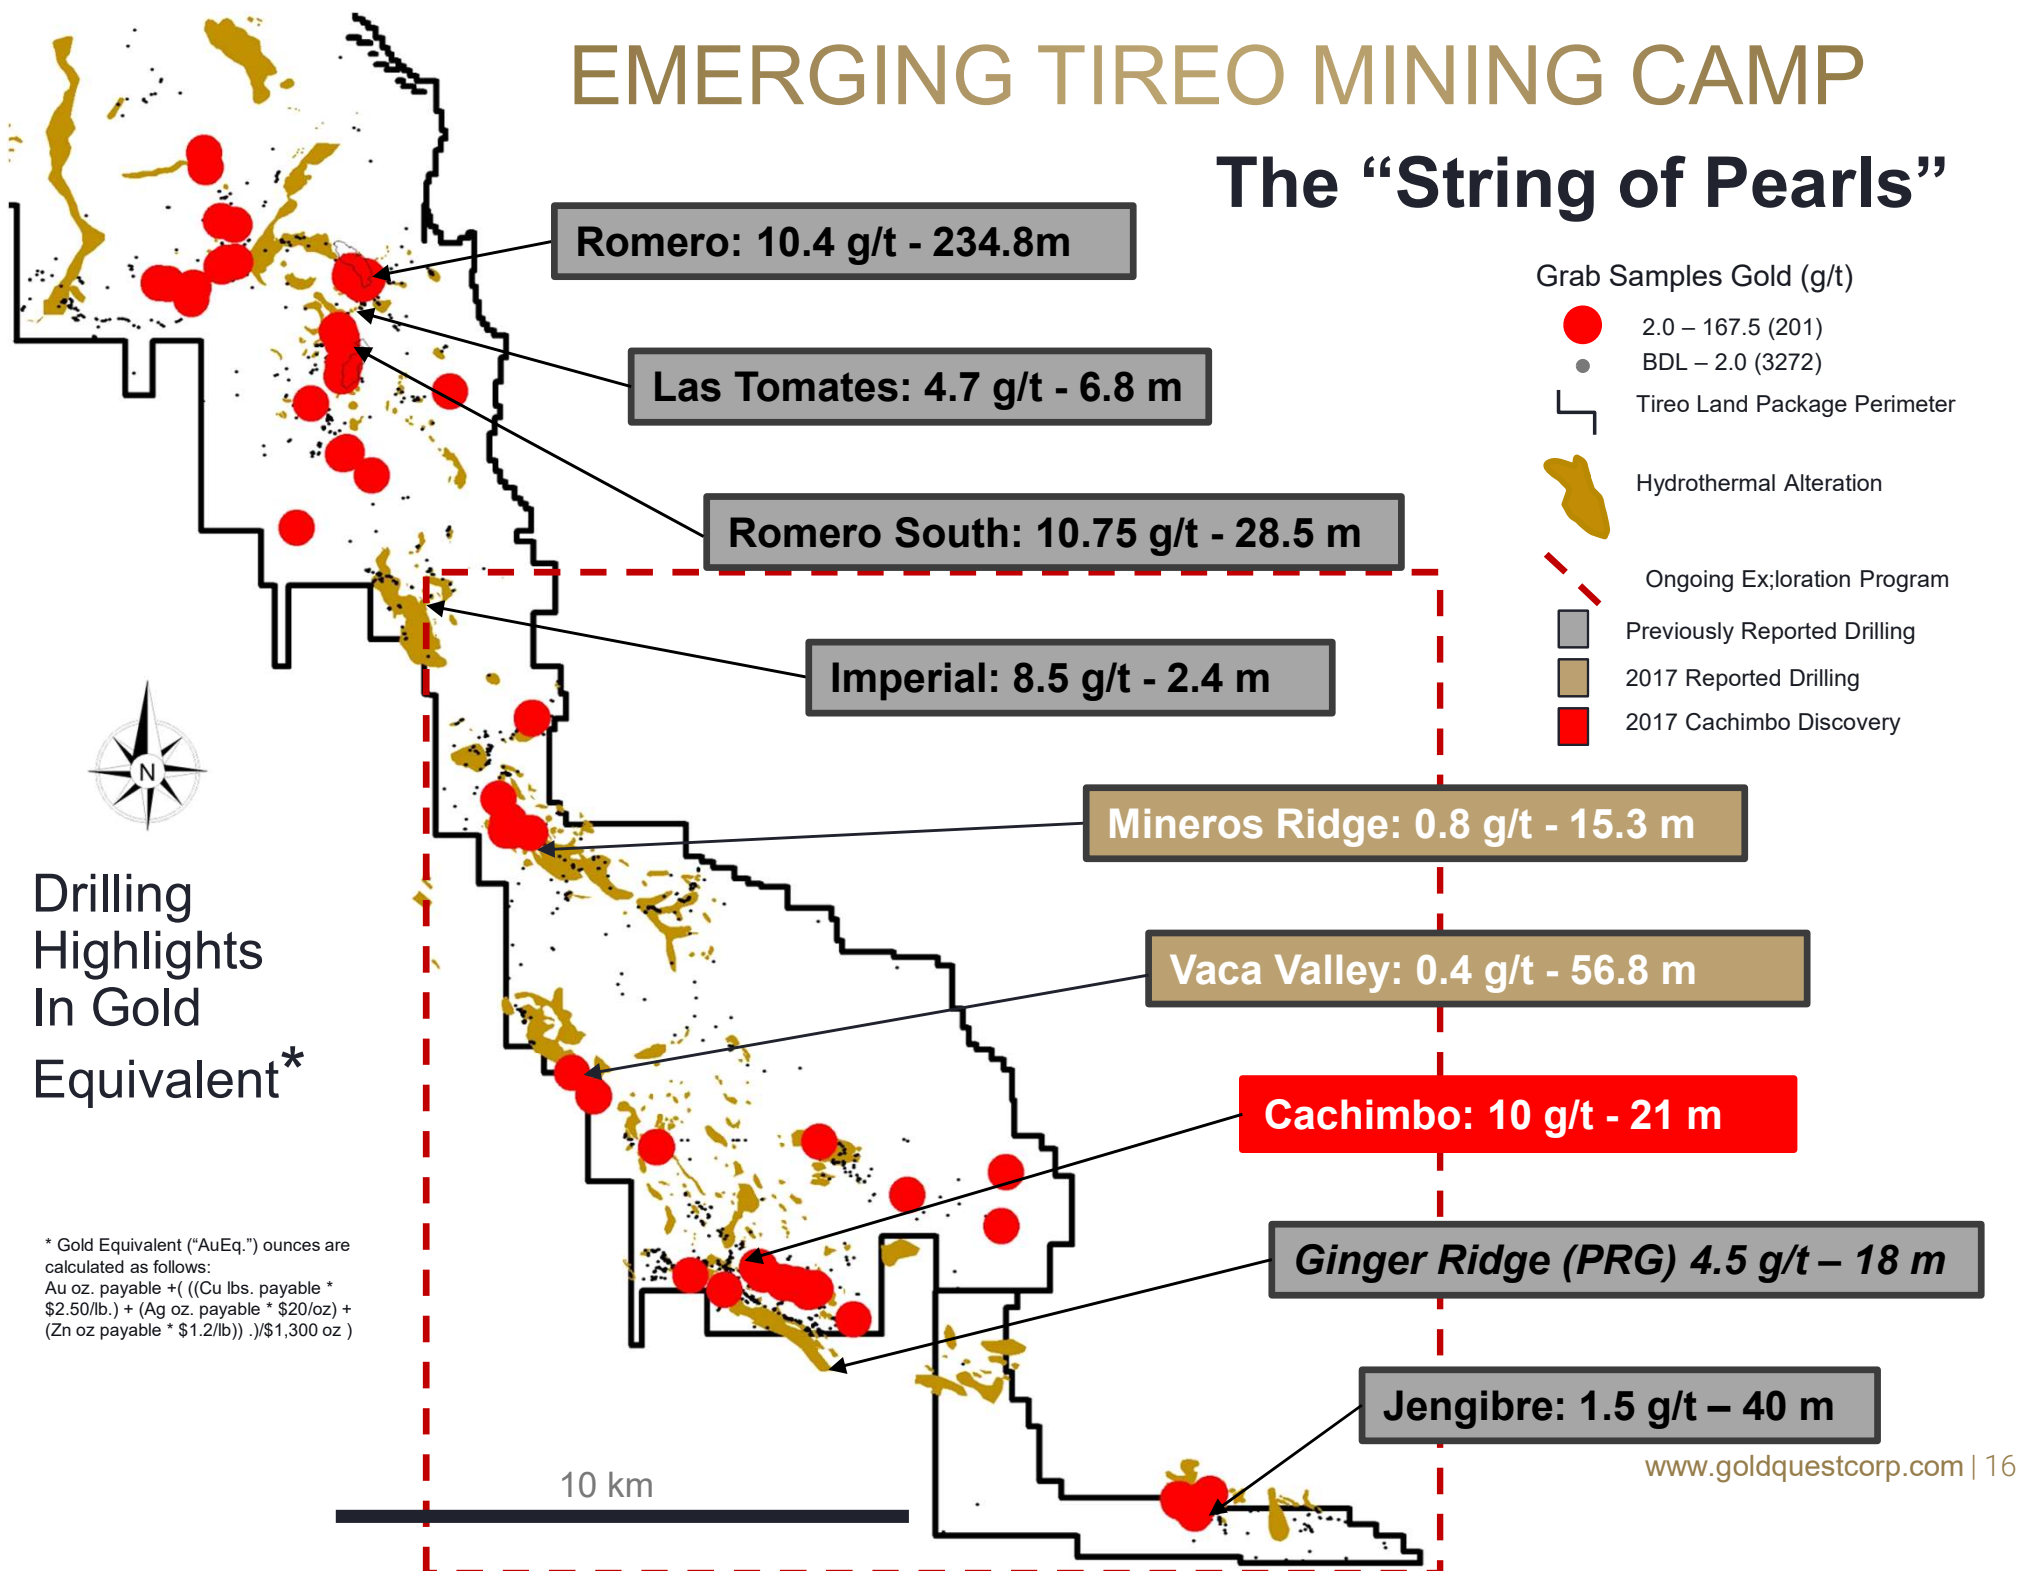 EMERGING TIREO MINING CAMP
The “String of Pearls”
Romero: 10.4 g/t - 234.8m
Las Tomates: 4.7 g/t - 6.8 m
Romero South: 10.75 g/t - 28.5 m
Imperial: 8.5 g/t - 2.4 m
Mineros Ridge: 0.8 g/t - 15.3 m
Vaca Valley: 0.4 g/t - 56.8 m
Cachimbo: 10 g/t - 21 m
Ginger Ridge (PRG) 4.5 g/t – 18 m
Jengibre: 1.5 g/t – 40 m
Grab Samples Gold (g/t)
2.0 – 167.5 (201)
BDL – 2.0 (3272)
Tireo Land Package Perimeter
Hydrothermal Alteration
Ongoing Ex;loration Program
Previously Reported Drilling
2017 Reported Drilling
2017 Cachimbo Discovery
N
Drilling
Highlights
In Gold
Equivalent*
* Gold Equivalent (“AuEq.”) ounces are
calculated as follows:
Au oz. payable +( ((Cu lbs. payable *
$2.50/lb.) + (Ag oz. payable * $20/oz) +
(Zn oz payable * $1.2/lb)) .)/$1,300 oz )
10 km
www.goldquestcorp.com | 16